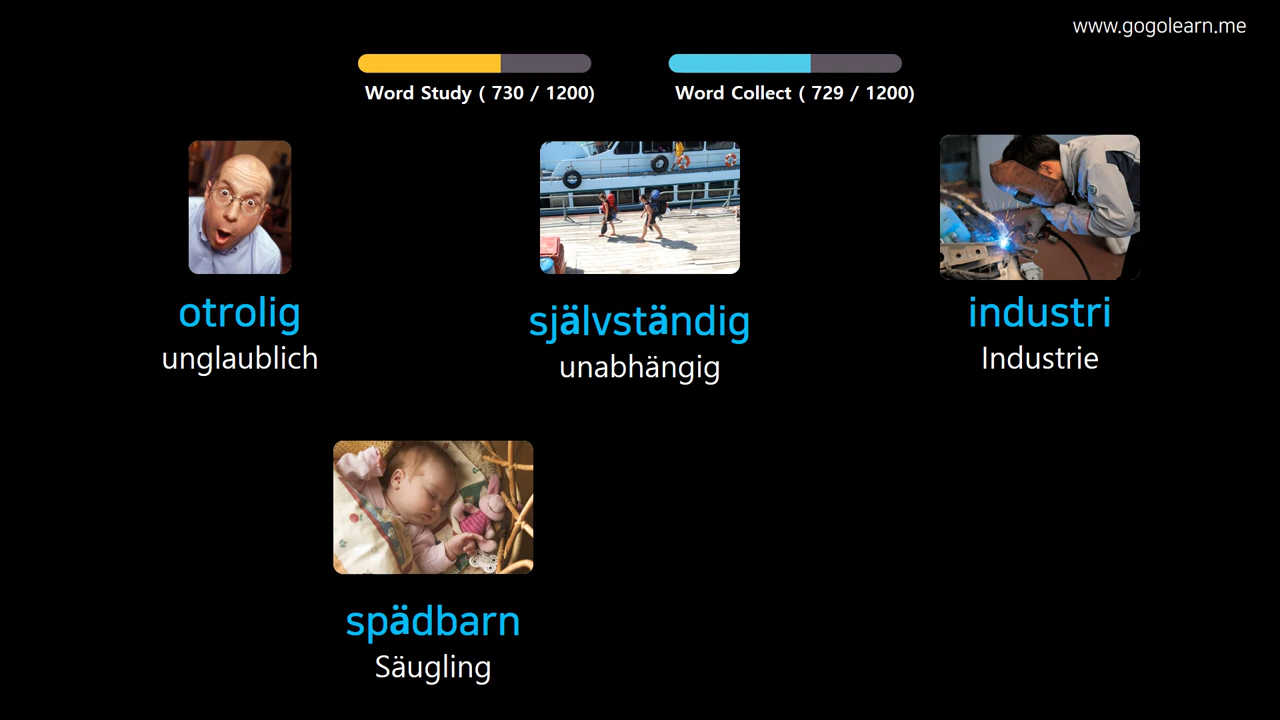 www.gogolearn.me
Word Study ( 730 / 1200)
Word Collect ( 729 / 1200)
otrolig
unglaublich
självständig
unabhängig
industri
Industrie
spädbarn
Säugling